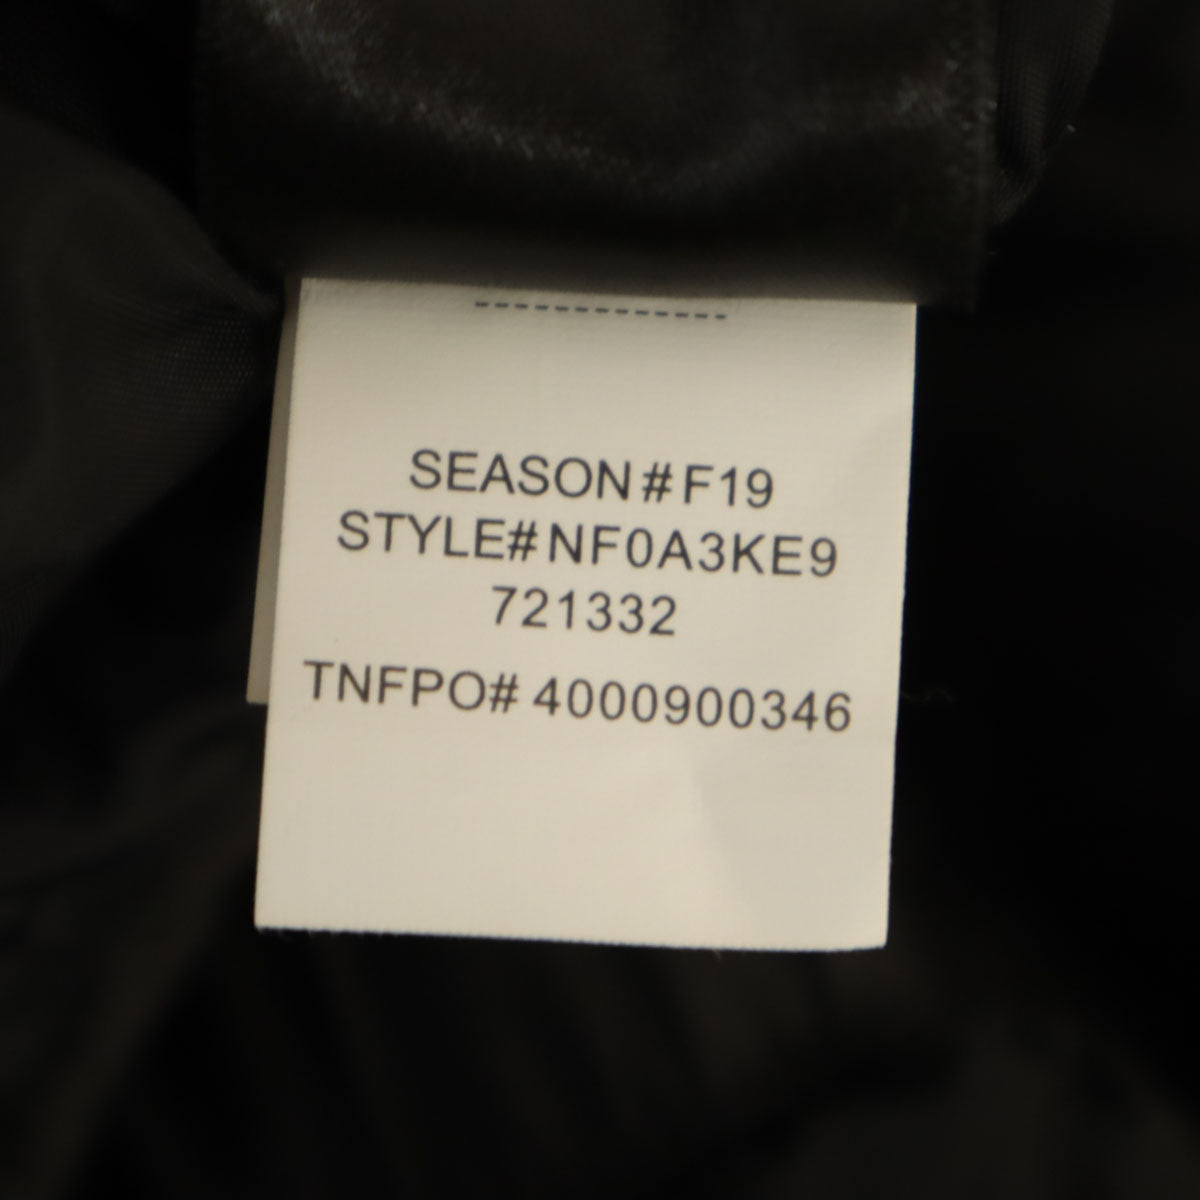 SEASON#F19
STYLE#NF0A3KE9
721332
TNFPO# 4000900346